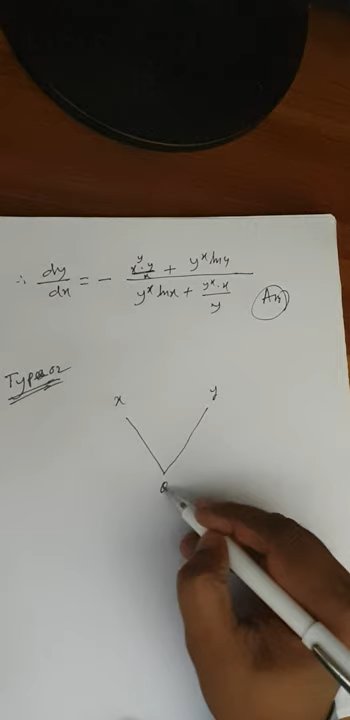 ∴ dy/dx = - (x^y · y/x + y^x ln y) / (y^x ln x + y^x · x/y) Ans
Type 02
x y
θ